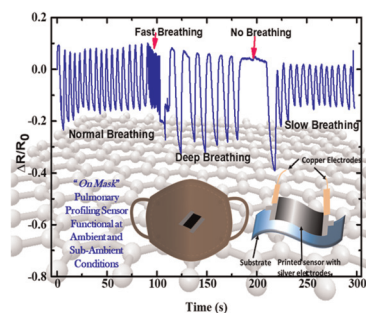 Fast Breathing
No Breathing
0.2
0.0
Normal Breathing
Slow Breathing
-0.2
Deep Breathing
Copper Electrodes
ΔR/R0
-0.4
"On Mask"
Pulmonary
Profiling Sensor
Functional at
Ambient and
Sub-Ambient
Conditions
-0.6
Substrate
Printed sensor with
silver electrodes
-0.8
0 50 100 150 200 250 300
Time (s)